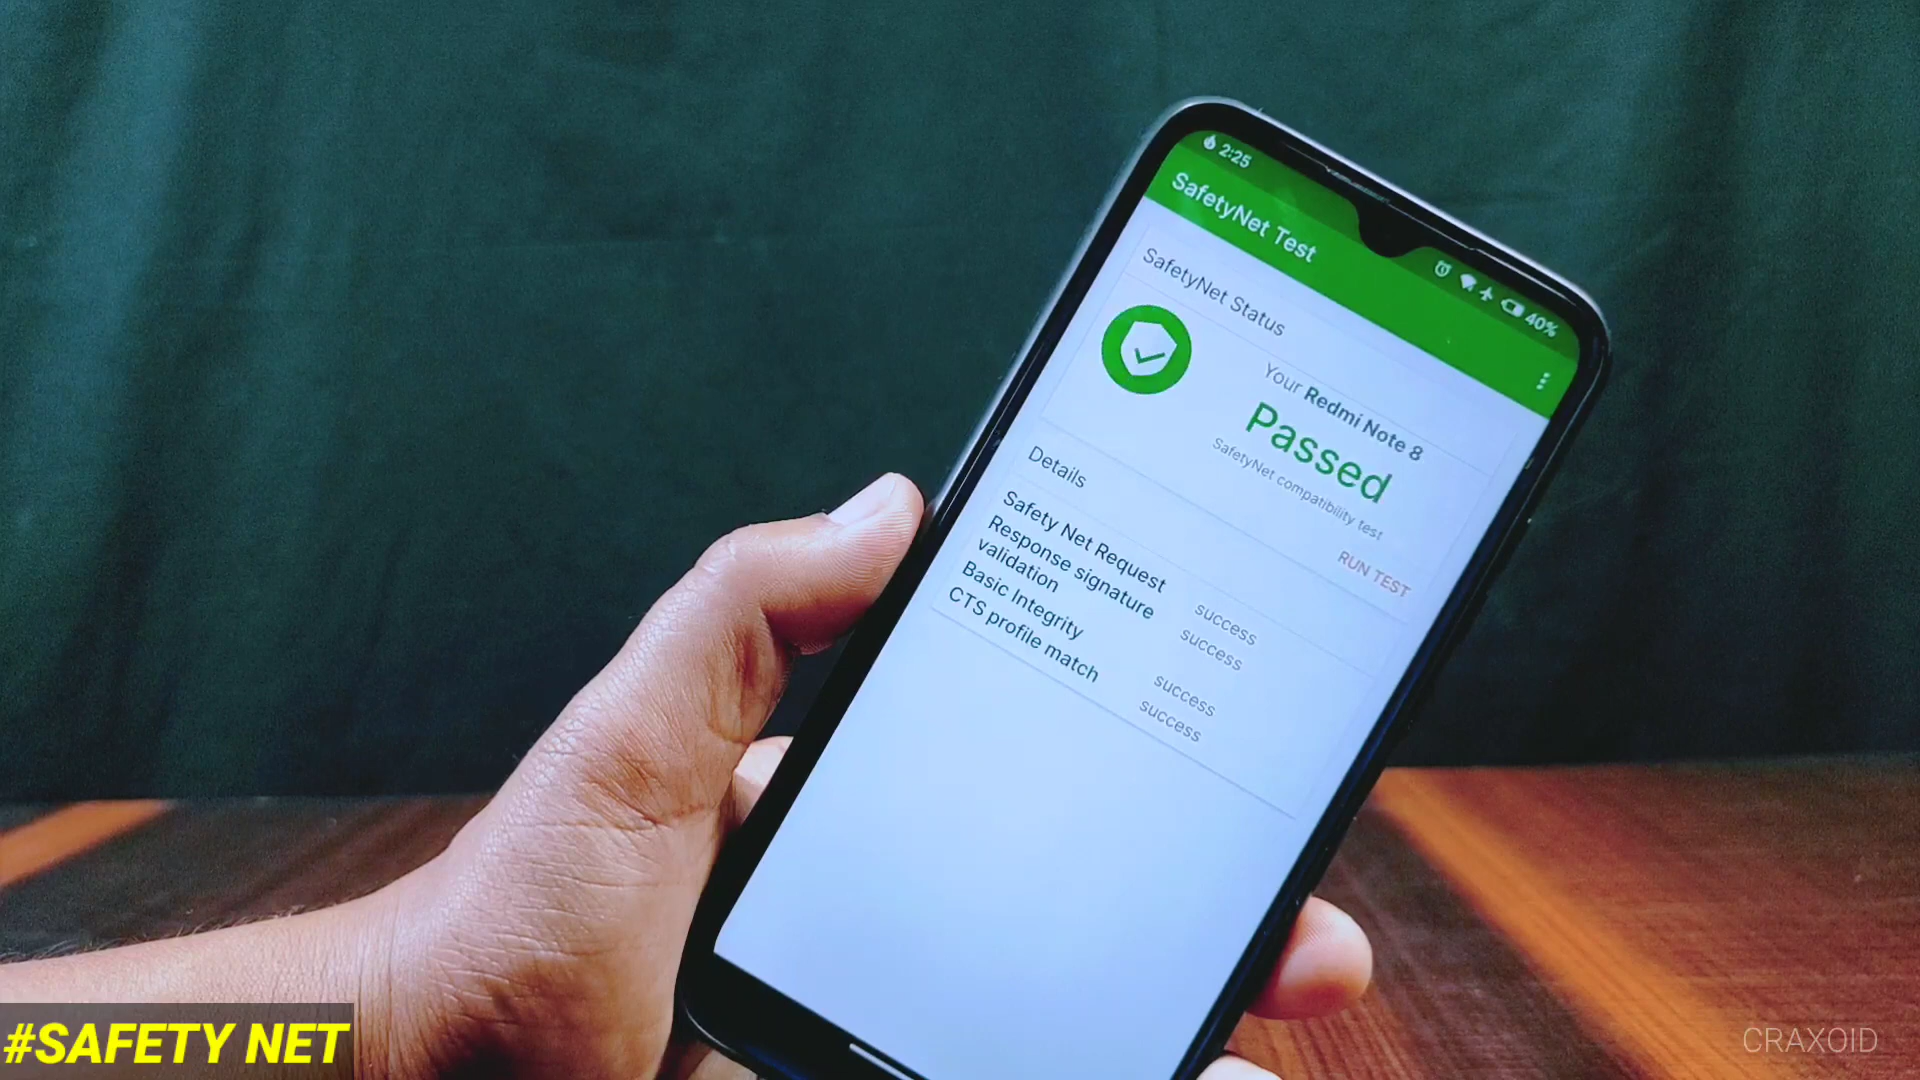 2:25
40%
SafetyNet Test
SafetyNet Status
Your Redmi Note 8
Passed
SafetyNet compatibility test
RUN TEST
Details
Safety Net Request success
Response signature success
validation
Basic Integrity success
CTS profile match success
#SAFETY NET
CRAXOID